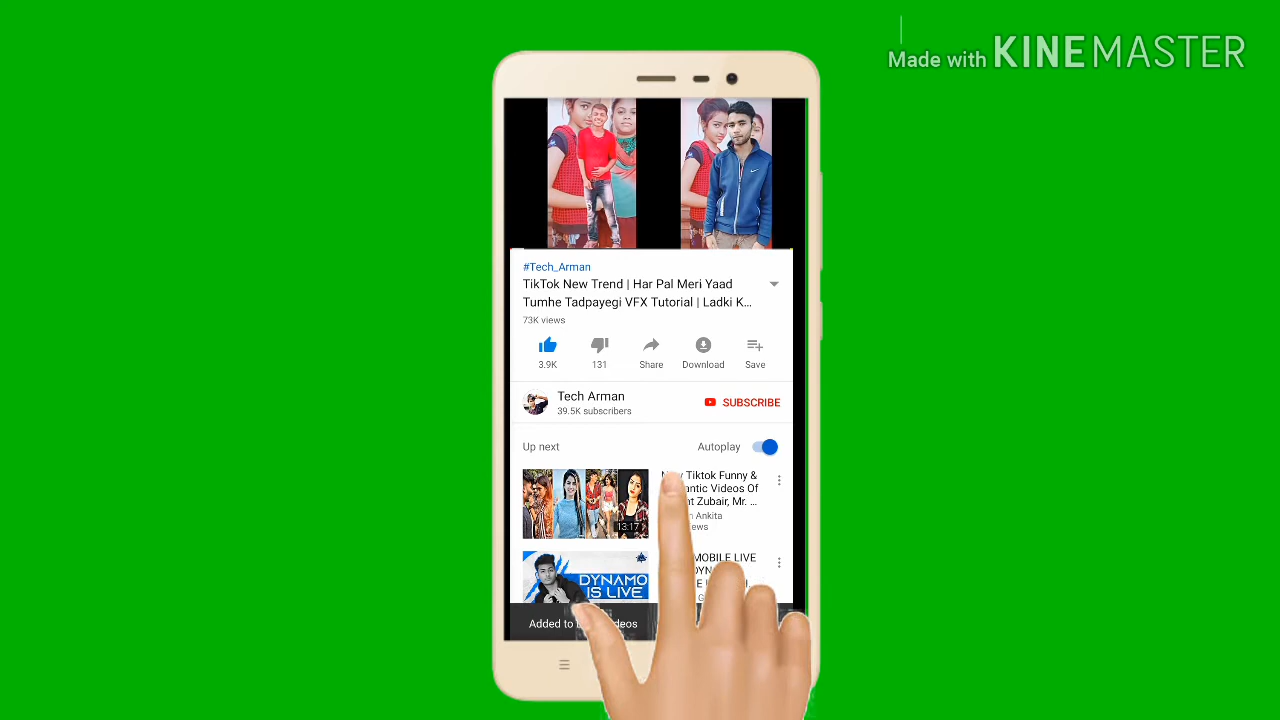 Made with KINEMASTER
#Tech_Arman
TikTok New Trend | Har Pal Meri Yaad
Tumhe Tadpayegi VFX Tutorial | Ladki K...
73K views
3.9K
131
Share
Download
Save
Tech Arman
39.5K subscribers
SUBSCRIBE
Up next
Autoplay
Tiktok Funny &
Videos Of
Zubair, Mr. ...
Ankita
13:17
MOBILE LIVE
DYNAMO
IS LIVE
Added to